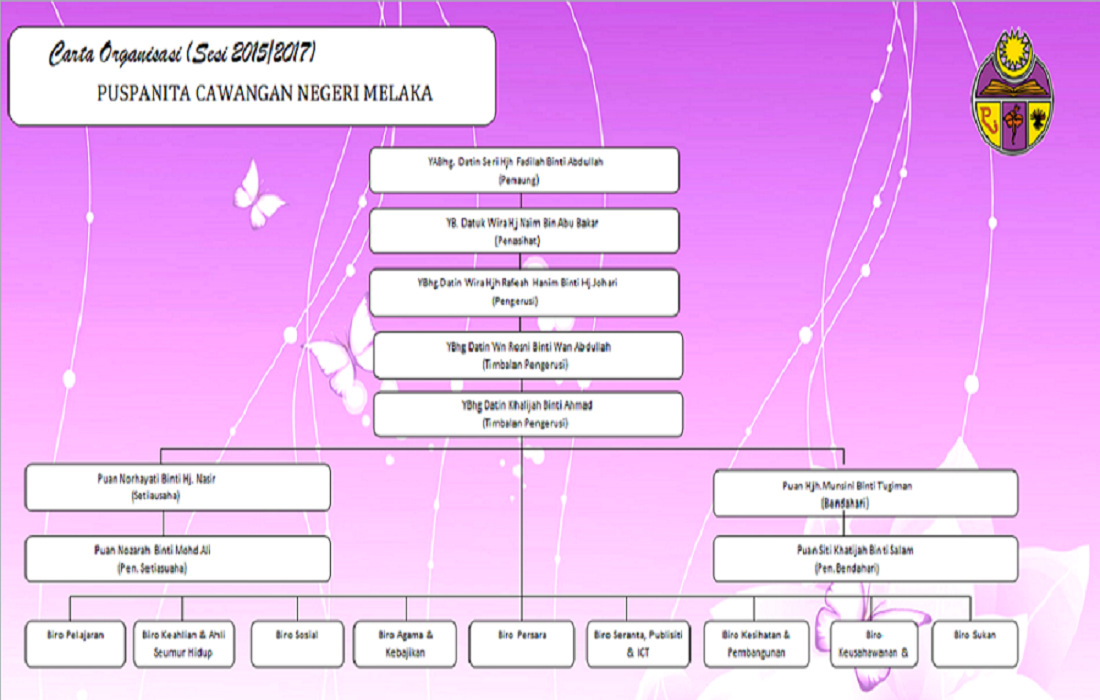 Carta Organisasi (Sesi 2015/2017)
PUSPANITA CAWANGAN NEGERI MELAKA
YABhg. Datin Seri Hjh Fadilah Binti Abdullah
(Penaung)
YB. Datuk Wira Hj Naim Bin Abu Bakar
(Penasihat)
YBhg Datin Wira Hjh Rafeah Hanim Binti Hj Johari
(Pengerusi)
YBhg Datin Wn Rosni Binti Wan Abdullah
(Timbalan Pengerusi)
YBhg Datin Khalijah Binti Ahmad
(Timbalan Pengerusi)
Puan Norhayati Binti Hj. Nasir
(Setiausaha)
Puan Hjh.Munsini Binti Tugiman
(Bendahari)
Puan Nozarah Binti Mohd Ali
(Pen. Setiasuaha)
Puan Siti Khatijah Binti Salam
(Pen. Bendahari)
Biro Pelajaran
Biro Keahlian & Ahli
Seumur Hidup
Biro Sosial
Biro Agama &
Kebajikan
Biro Persara
Biro Seranta, Publisiti
& ICT
Biro Kesihatan &
Pembangunan
Biro
Keusahawanan &
Biro Sukan